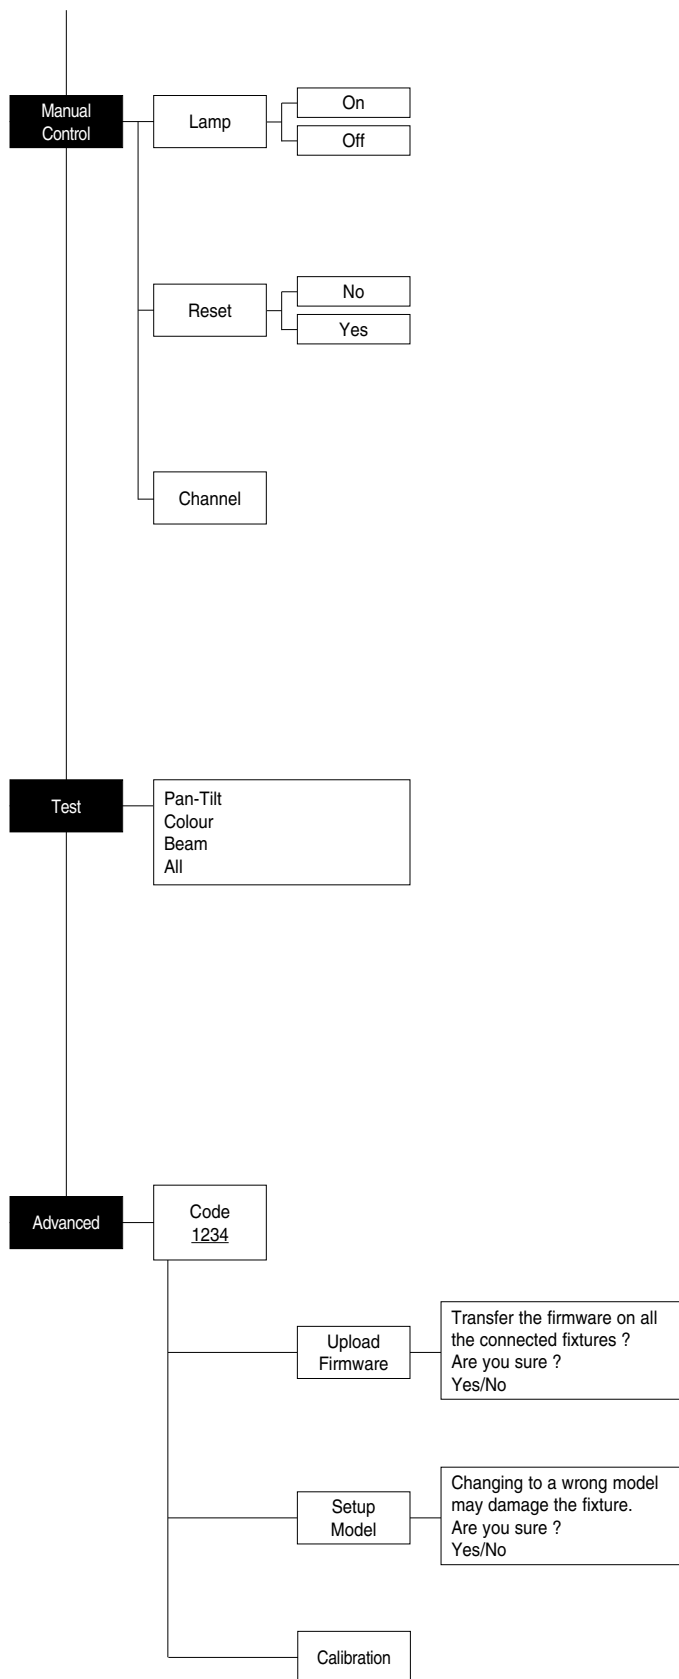 Manual
Control
Lamp
On
Off
Reset
No
Yes
Channel
Test
Pan-Tilt
Colour
Beam
All
Advanced
Code
1234
Upload
Firmware
Transfer the firmware on all
the connected fixtures ?
Are you sure ?
Yes/No
Setup
Model
Changing to a wrong model
may damage the fixture.
Are you sure ?
Yes/No
Calibration